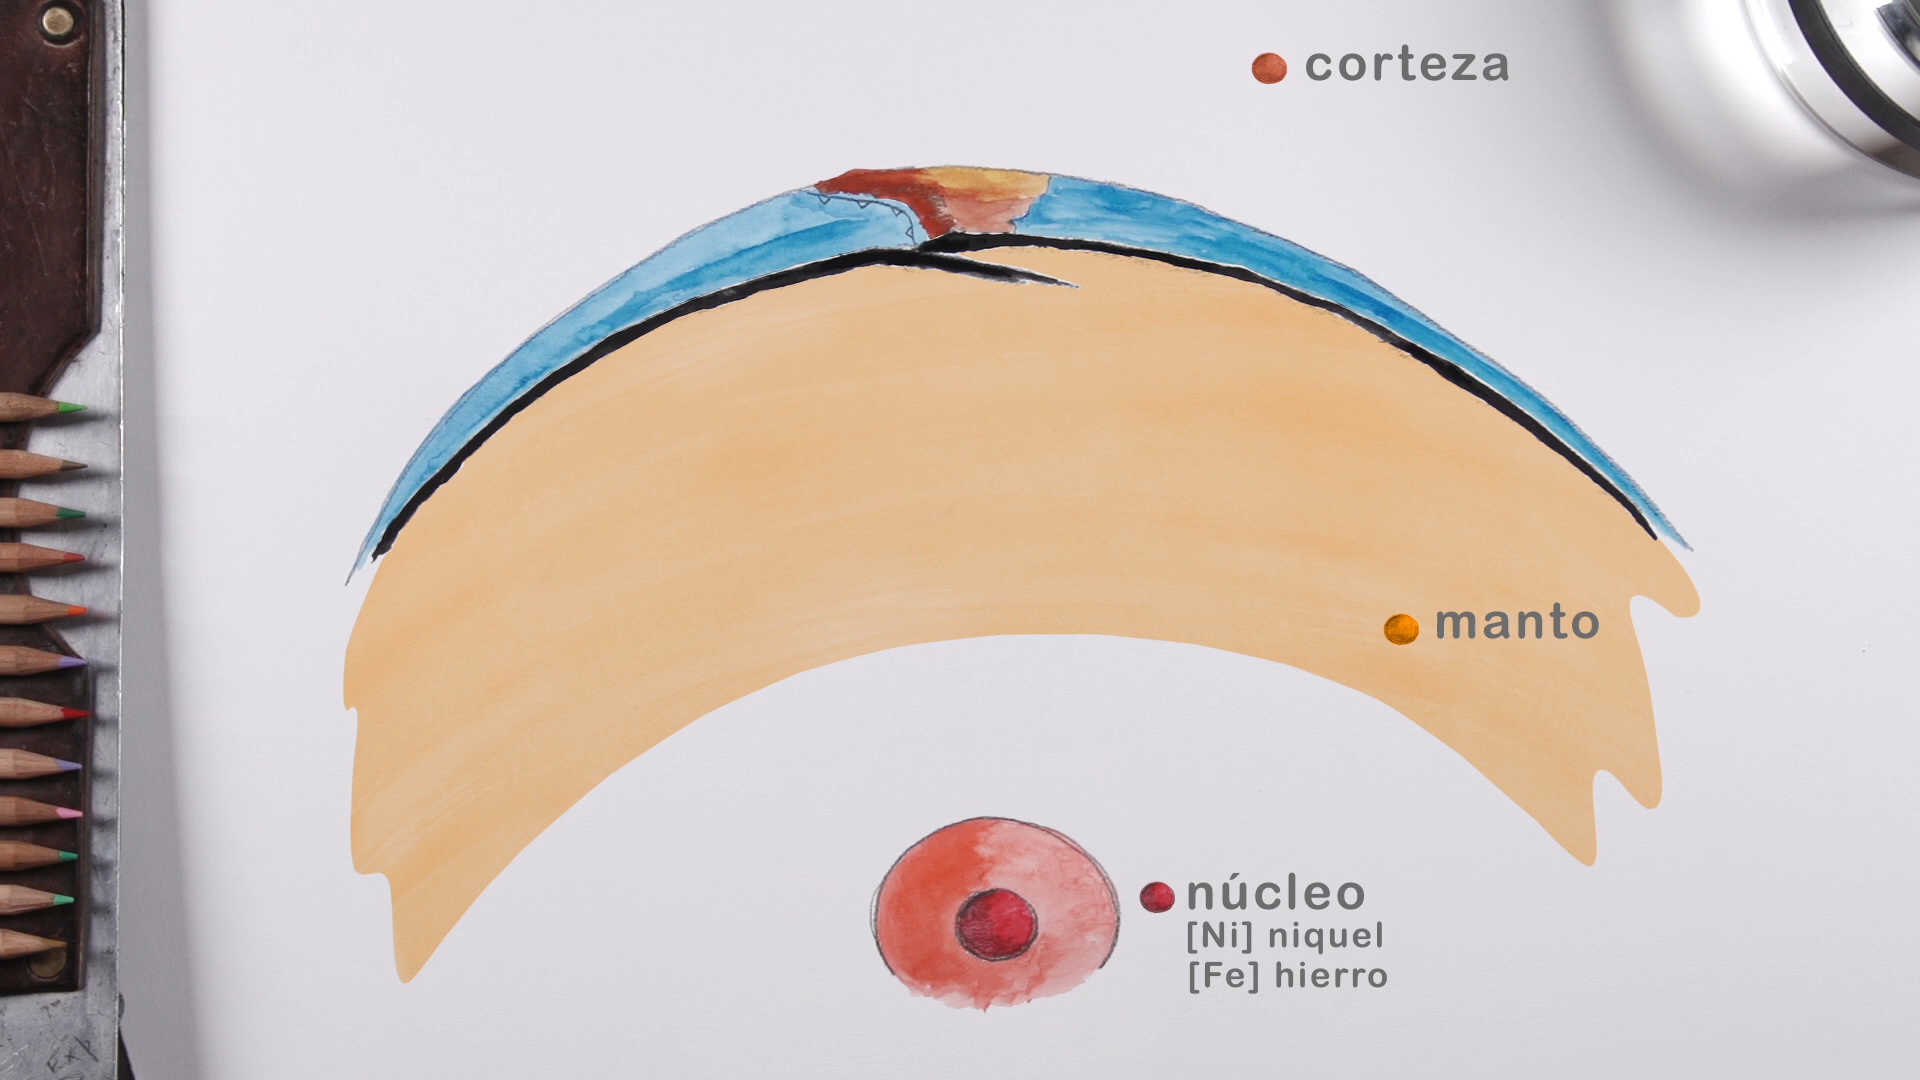 corteza
manto
núcleo
[Ni] niquel
[Fe] hierro